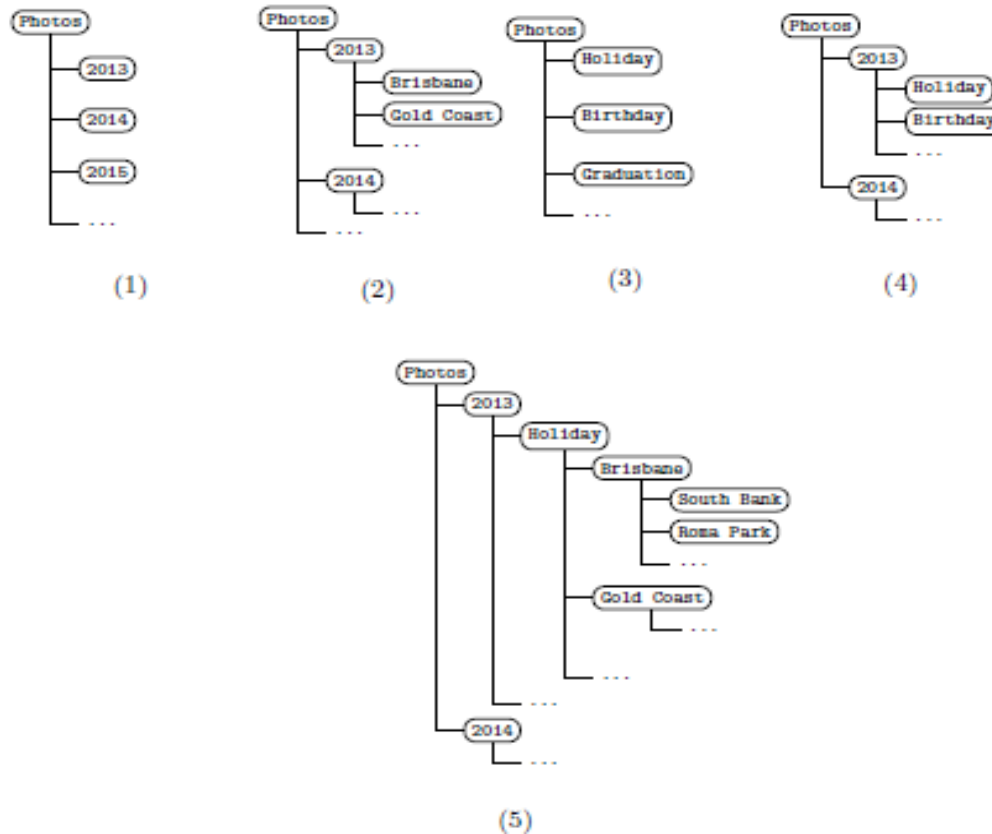 Photos
2013
2014
2015
...
(1)
Photos
2013
Brisbane
Gold Coast
...
2014
...
...
(2)
Photos
Holiday
Birthday
Graduation
...
(3)
Photos
2013
Holiday
Birthday
...
2014
...
(4)
Photos
2013
Holiday
Brisbane
South Bank
Roma Park
...
Gold Coast
...
...
...
2014
...
(5)